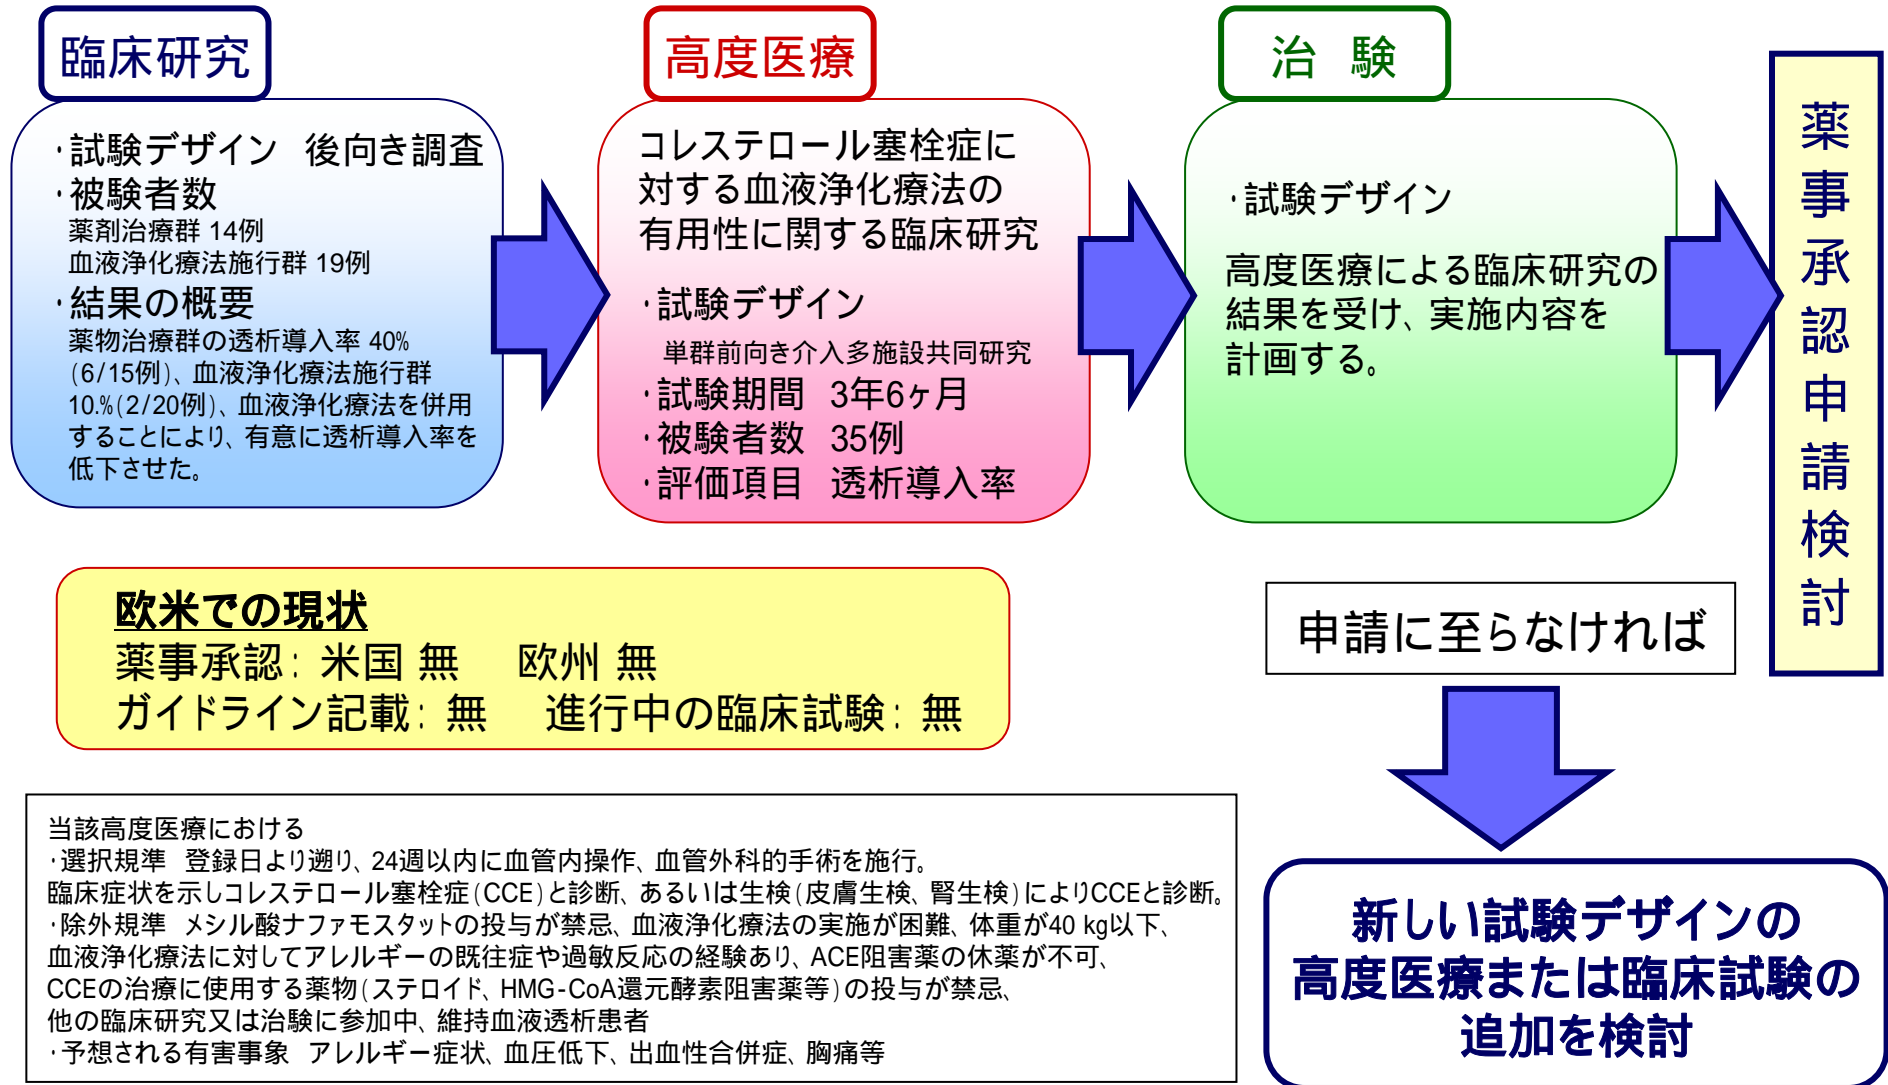 臨床研究
・試験デザイン　後向き調査
・被験者数
薬剤治療群 14例
血液浄化療法施行群 19例
・結果の概要
薬物治療群の透析導入率 40%
(6/15例)、血液浄化療法施行群
10.%(2/20例)、血液浄化療法を併用
することにより、有意に透析導入率を
低下させた。
高度医療
コレステロール塞栓症に
対する血液浄化療法の
有用性に関する臨床研究
・試験デザイン
単群前向き介入多施設共同研究
・試験期間　3年6ヶ月
・被験者数　35例
・評価項目　透析導入率
治　験
・試験デザイン
高度医療による臨床研究の
結果を受け、実施内容を
計画する。
薬事承認申請検討
欧米での現状
薬事承認：米国 無　欧州 無
ガイドライン記載：無　進行中の臨床試験：無
申請に至らなければ
当該高度医療における
・選択規準　登録日より遡り、24週以内に血管内操作、血管外科的手術を施行。
臨床症状を示しコレステロール塞栓症(CCE)と診断、あるいは生検(皮膚生検、腎生検)によりCCEと診断。
・除外規準　メシル酸ナファモスタットの投与が禁忌、血液浄化療法の実施が困難、体重が40 kg以下、
血液浄化療法に対してアレルギーの既往症や過敏反応の経験あり、ACE阻害薬の休薬が不可、
CCEの治療に使用する薬物(ステロイド、HMG-CoA還元酵素阻害薬等)の投与が禁忌、
他の臨床研究又は治験に参加中、維持血液透析患者
・予想される有害事象　アレルギー症状、血圧低下、出血性合併症、胸痛等
新しい試験デザインの
高度医療または臨床試験の
追加を検討